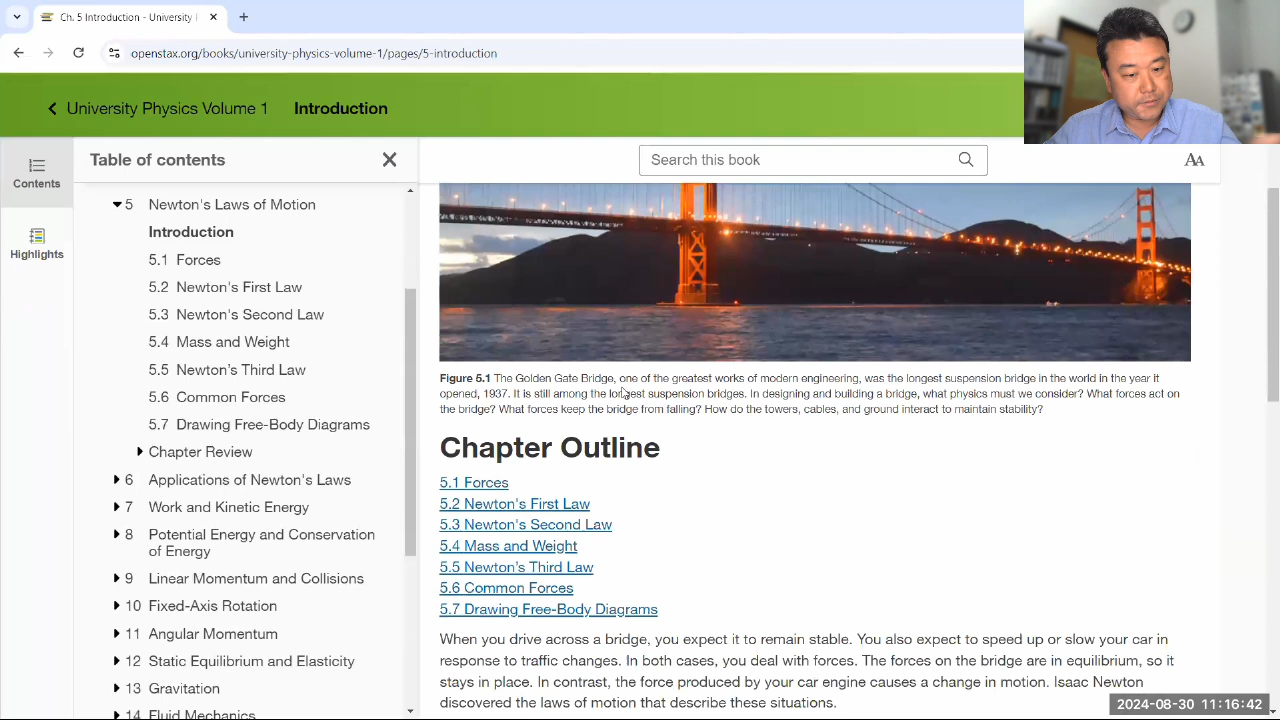 Ch. 5 Introduction - University
openstax.org/books/university-physics-volume-1/pages/5-introduction
University Physics Volume 1 Introduction
Contents
Highlights
Table of contents
5 Newton's Laws of Motion
Introduction
5.1 Forces
5.2 Newton's First Law
5.3 Newton's Second Law
5.4 Mass and Weight
5.5 Newton’s Third Law
5.6 Common Forces
5.7 Drawing Free-Body Diagrams
Chapter Review
6 Applications of Newton's Laws
7 Work and Kinetic Energy
8 Potential Energy and Conservation
of Energy
9 Linear Momentum and Collisions
10 Fixed-Axis Rotation
11 Angular Momentum
12 Static Equilibrium and Elasticity
13 Gravitation
14 Fluid Mechanics
Search this book
AA
Figure 5.1 The Golden Gate Bridge, one of the greatest works of modern engineering, was the longest suspension bridge in the world in the year it
opened, 1937. It is still among the longest suspension bridges. In designing and building a bridge, what physics must we consider? What forces act on
the bridge? What forces keep the bridge from falling? How do the towers, cables, and ground interact to maintain stability?
Chapter Outline
5.1 Forces
5.2 Newton's First Law
5.3 Newton's Second Law
5.4 Mass and Weight
5.5 Newton’s Third Law
5.6 Common Forces
5.7 Drawing Free-Body Diagrams
When you drive across a bridge, you expect it to remain stable. You also expect to speed up or slow your car in
response to traffic changes. In both cases, you deal with forces. The forces on the bridge are in equilibrium, so it
stays in place. In contrast, the force produced by your car engine causes a change in motion. Isaac Newton
discovered the laws of motion that describe these situations.
2024-08-30 11:16:42